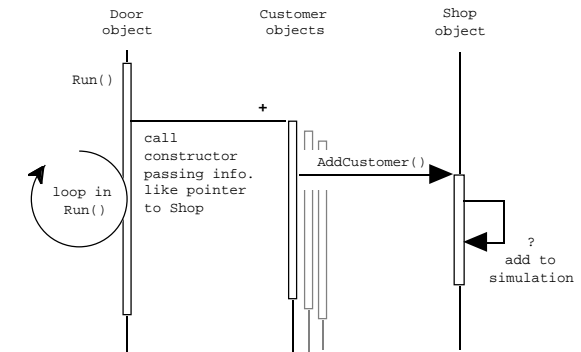 Door
object
Customer
objects
Shop
object
Run()
+
call
constructor
passing info.
like pointer
to Shop
AddCustomer()
loop in
Run()
?
add to
simulation